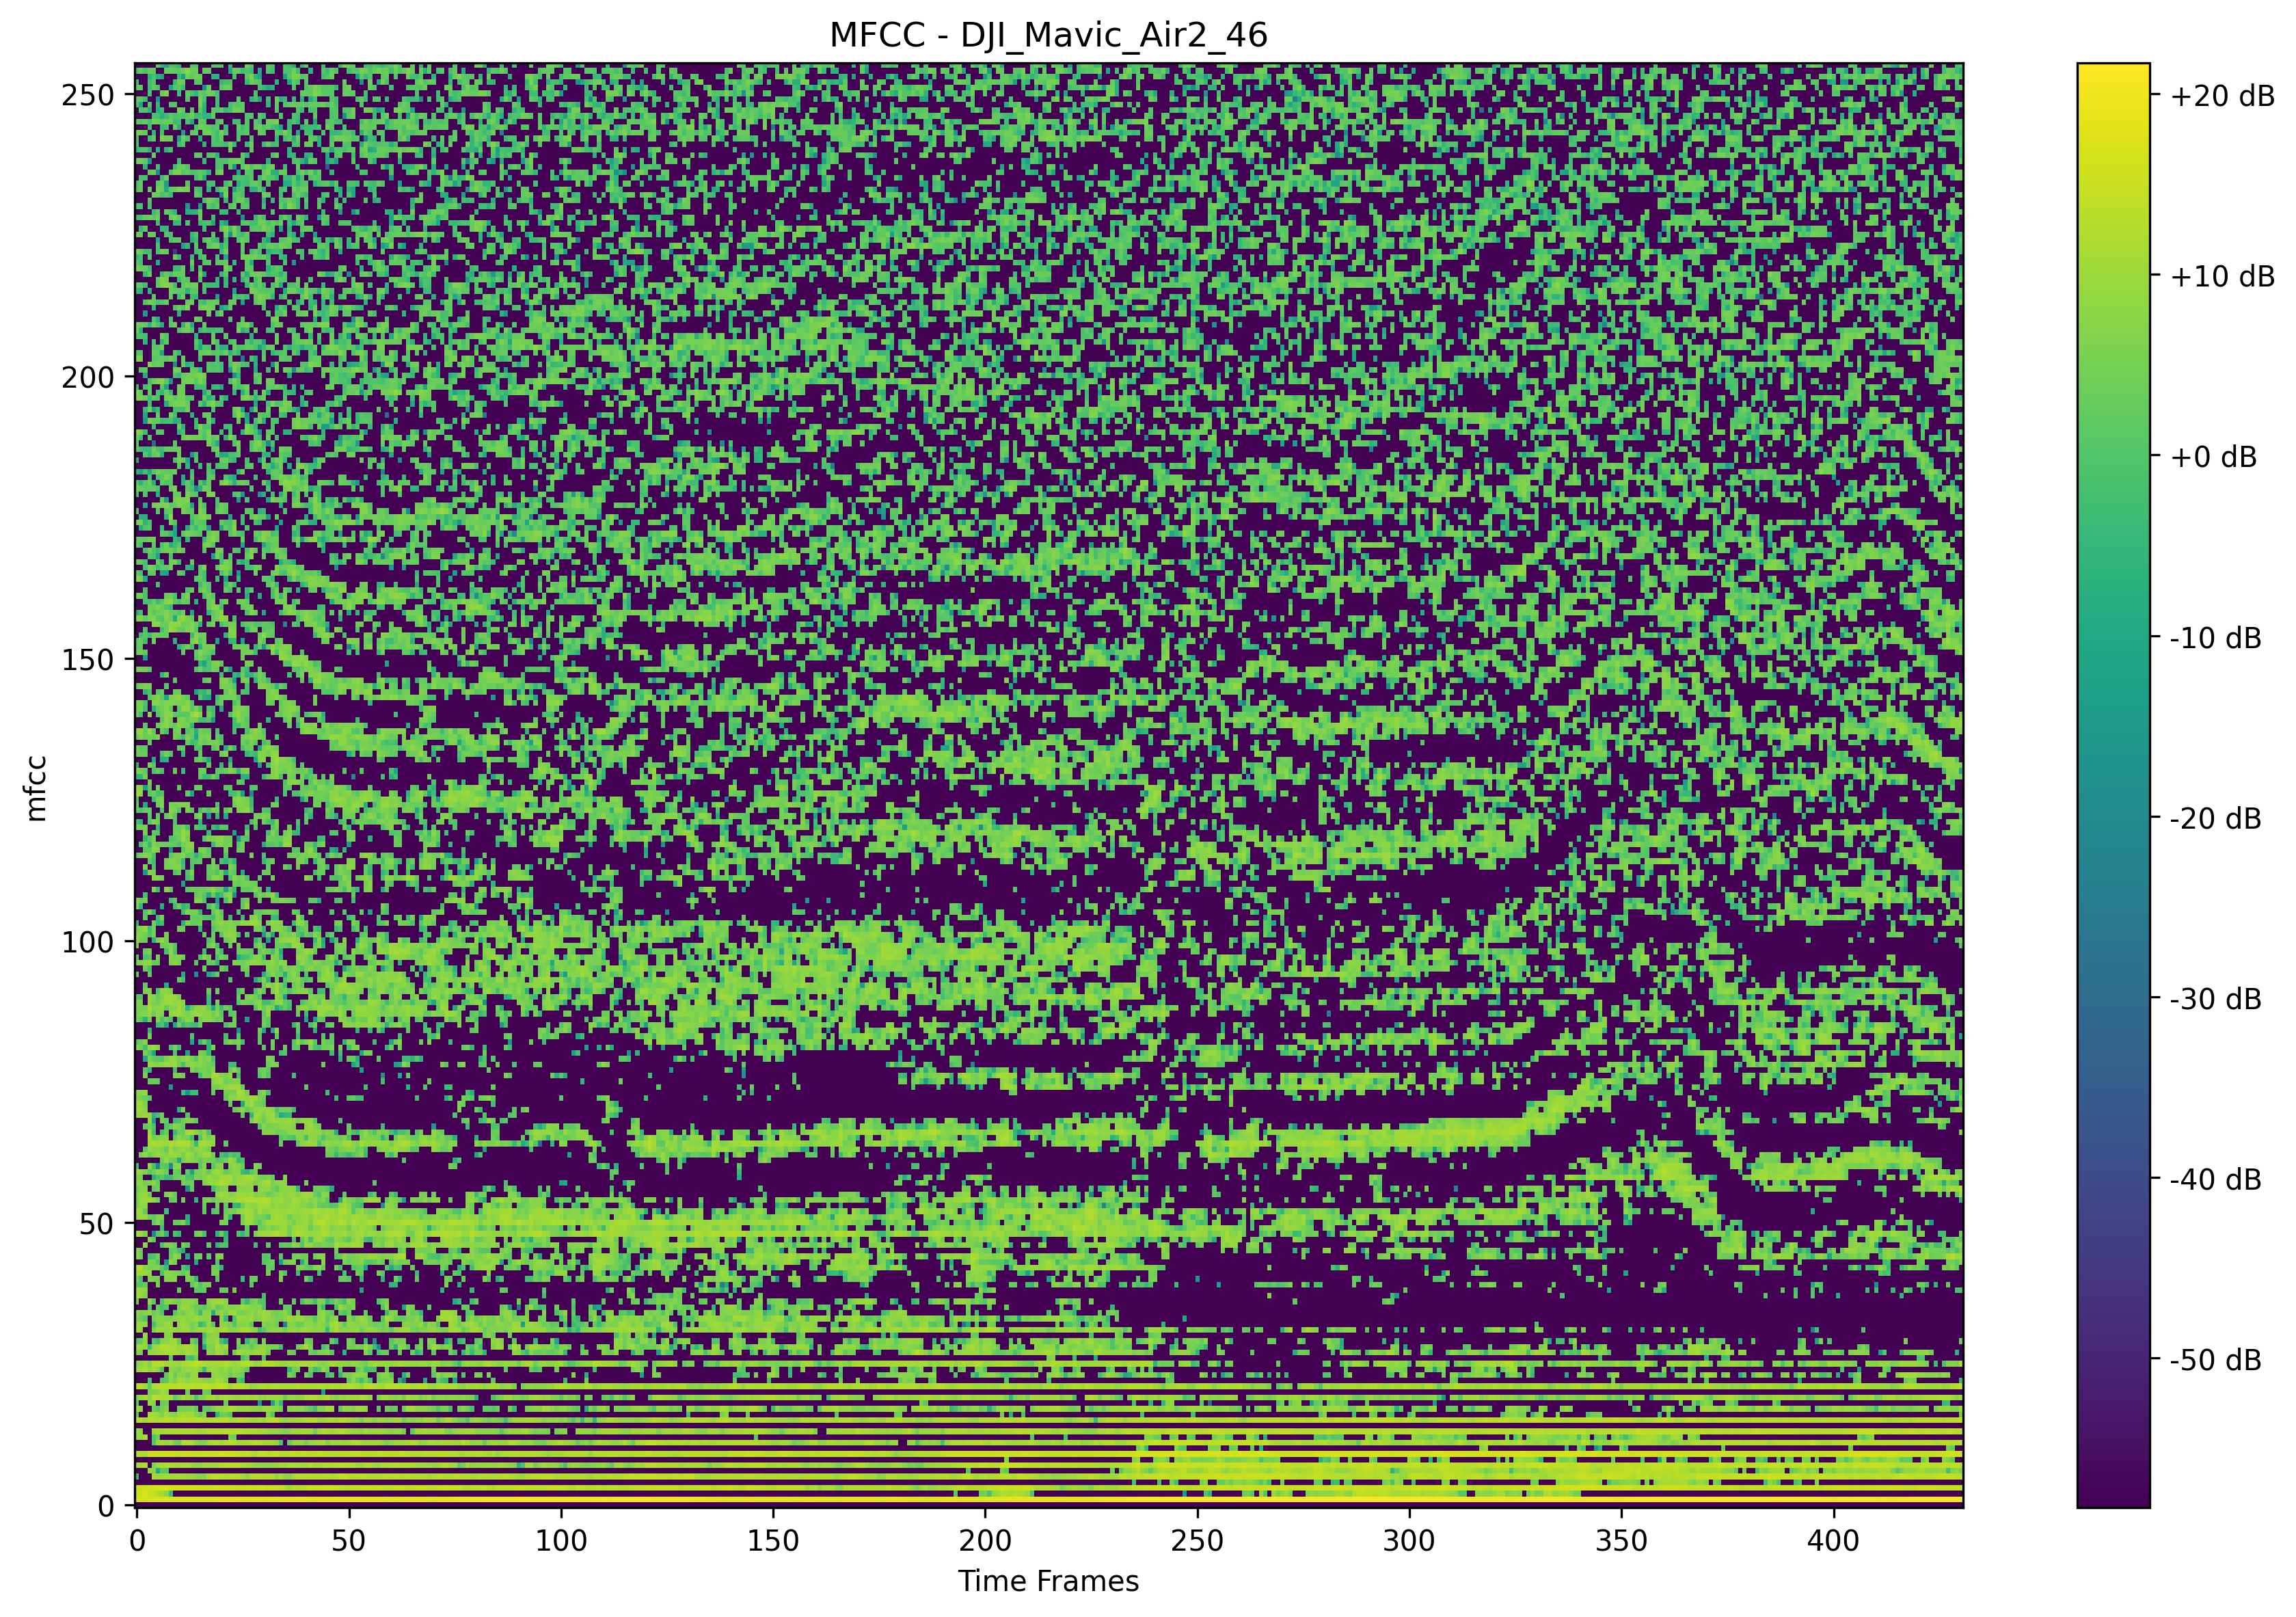 MFCC - DJI_Mavic_Air2_46
250
200
150
100
50
0
mfcc
0 50 100 150 200 250 300 350 400
Time Frames
+20 dB
+10 dB
+0 dB
-10 dB
-20 dB
-30 dB
-40 dB
-50 dB